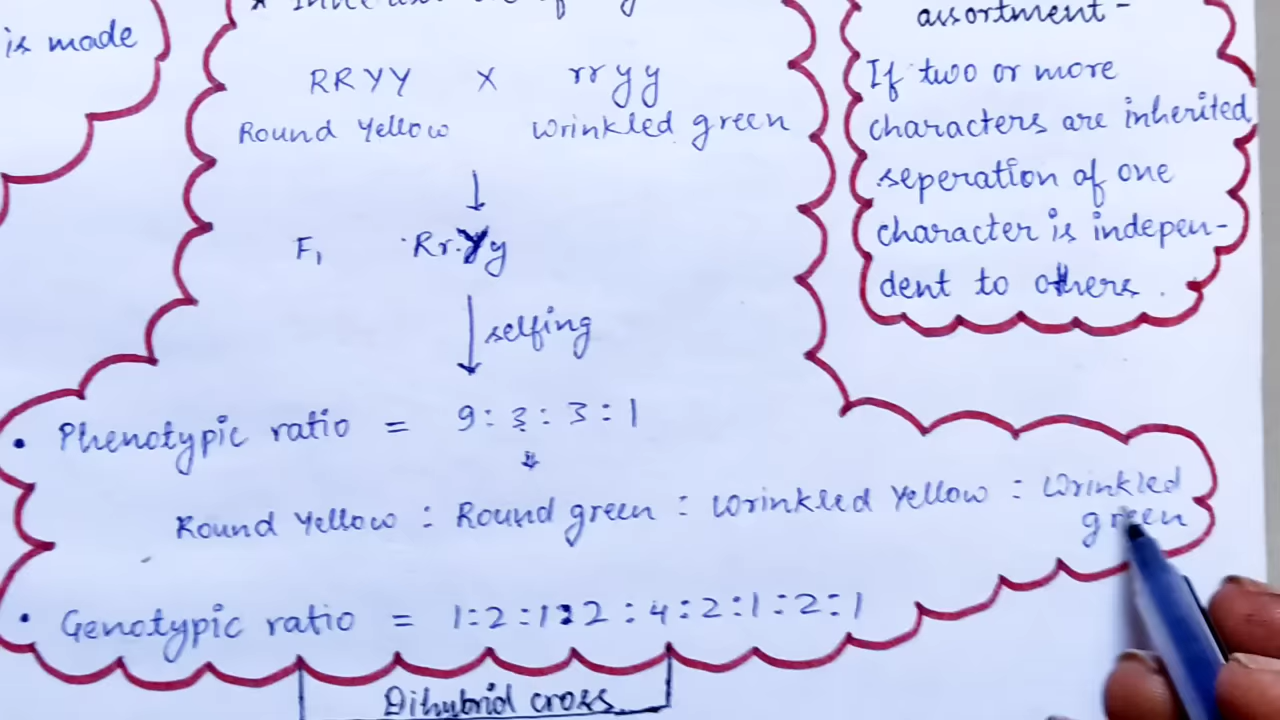 is made
RRYY X rryy
Round Yellow Wrinkled green
F₁ RrYy
selfing
• Phenotypic ratio = 9:3:3:1
Round Yellow : Round green : Wrinkled Yellow : Wrinkled
green
• Genotypic ratio = 1:2:1:2:4:2:1:2:1
Dihybrid cross
assortment-
If two or more
characters are inherited
seperation of one
character is indepen-
dent to others.